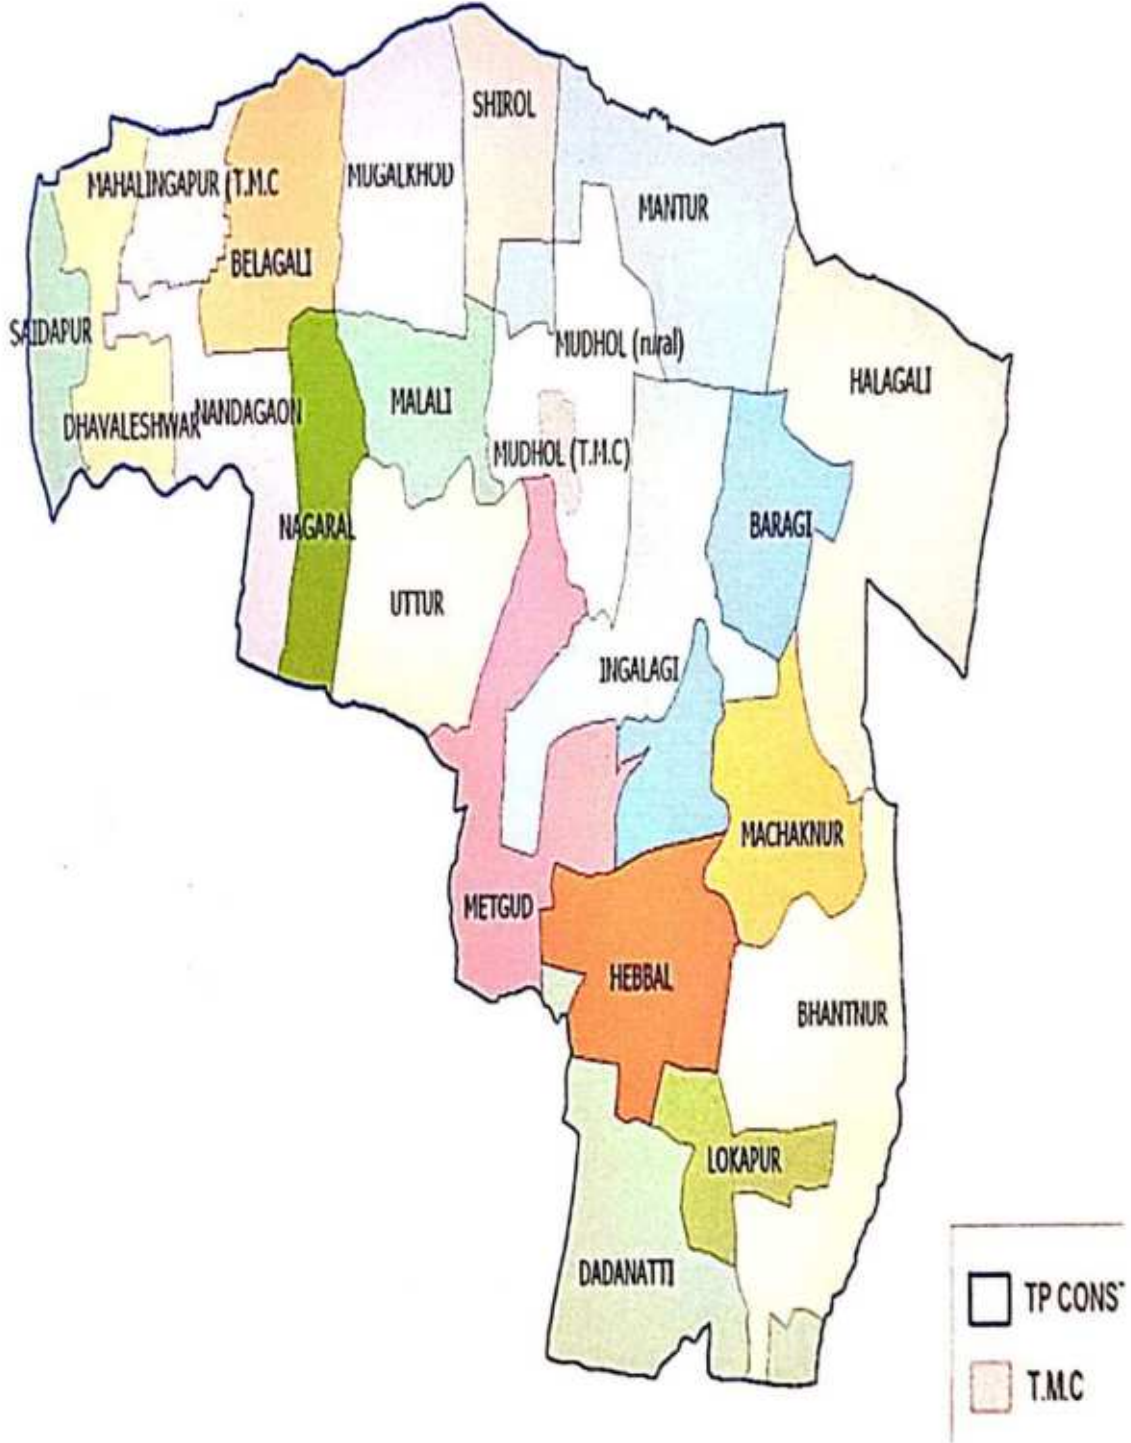 SHIROL
MAHALINGAPUR (T.M.C
MUGALKHOD
MANTUR
BELAGALI
SAIDAPUR
MUDHOL (rural)
HALAGALI
MALALI
DHAVALESHWAR
NANDAGAON
MUDHOL (T.M.C)
NAGARAL
BARAGI
UTTUR
INGALAGI
MACHAKNUR
METGUD
HEBBAL
BHANTNUR
LOKAPUR
DADANATTI
TP CONST
T.M.C